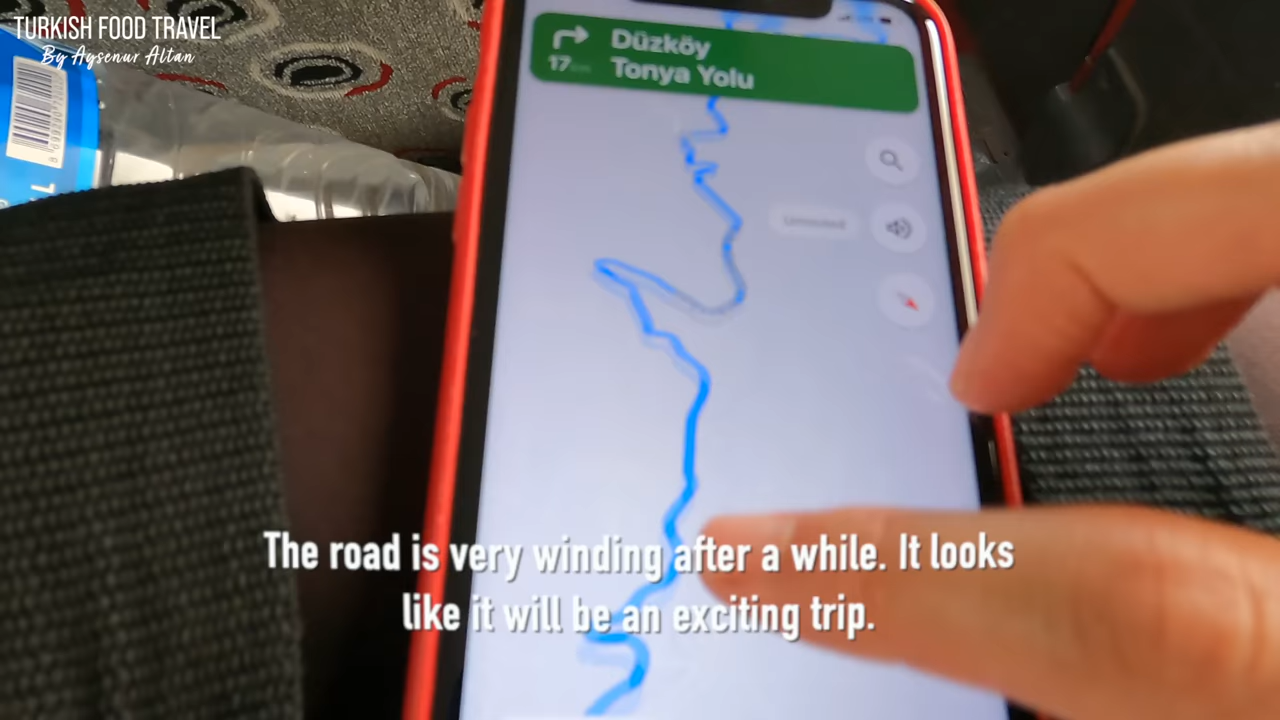 TURKISH FOOD TRAVEL
By Aysenur Altan
Düzköy
Tonya Yolu
17
The road is very winding after a while. It looks
like it will be an exciting trip.